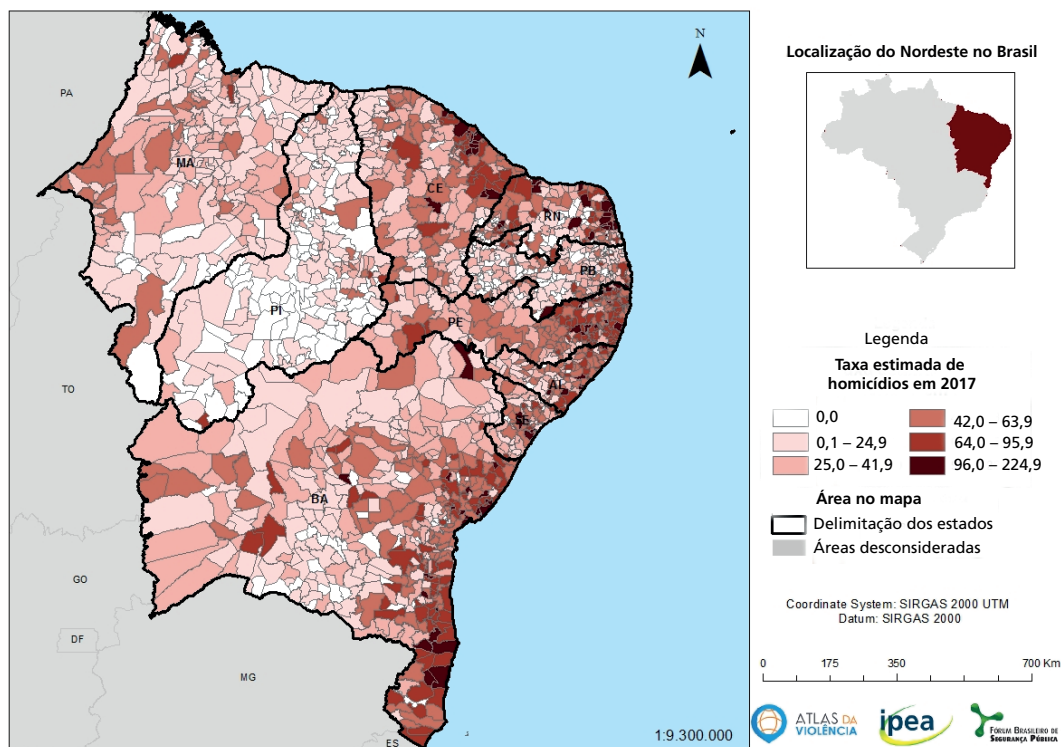 N
PA
MA
CE
RN
PB
PI
PE
TO
AL
SE
BA
GO
DF
MG
ES
1:9.300.000
Localização do Nordeste no Brasil
Legenda
Taxa estimada de
homicídios em 2017
0,0
0,1 – 24,9
25,0 – 41,9
42,0 – 63,9
64,0 – 95,9
96,0 – 224,9
Área no mapa
Delimitação dos estados
Áreas desconsideradas
Coordinate System: SIRGAS 2000 UTM
Datum: SIRGAS 2000
0 175 350 700 Km
ATLAS DA
VIOLÊNCIA
ipea
FÓRUM BRASILEIRO DE
SEGURANÇA PÚBLICA